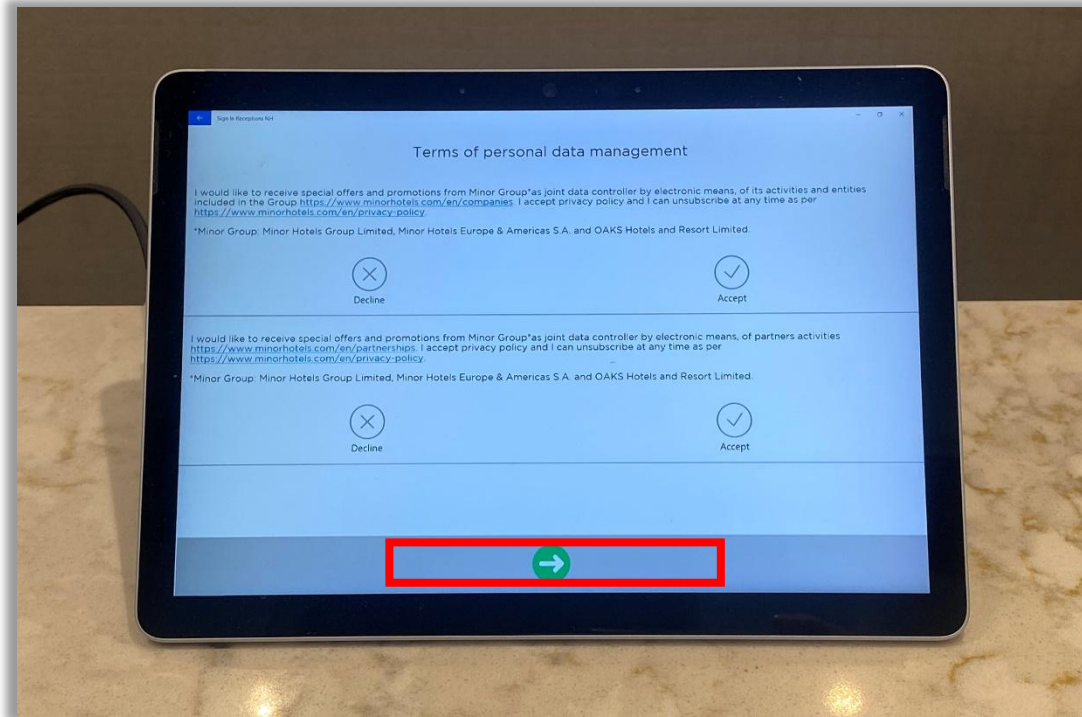 Sign In Receptions NH
Terms of personal data management
I would like to receive special offers and promotions from Minor Group*as joint data controller by electronic means, of its activities and entities
included in the Group https://www.minorhotels.com/en/companies. I accept privacy policy and I can unsubscribe at any time as per
https://www.minorhotels.com/en/privacy-policy.
*Minor Group: Minor Hotels Group Limited, Minor Hotels Europe & Americas S.A. and OAKS Hotels and Resort Limited.
Decline
Accept
I would like to receive special offers and promotions from Minor Group*as joint data controller by electronic means, of partners activities
https://www.minorhotels.com/en/partnerships. I accept privacy policy and I can unsubscribe at any time as per
https://www.minorhotels.com/en/privacy-policy.
*Minor Group: Minor Hotels Group Limited, Minor Hotels Europe & Americas S.A. and OAKS Hotels and Resort Limited.
Decline
Accept